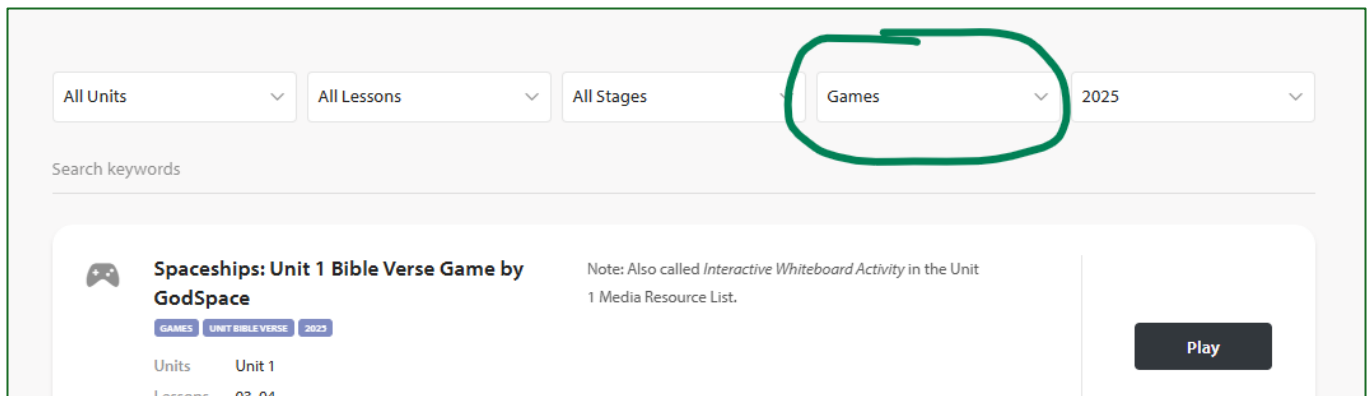 All Units
All Lessons
All Stages
Games
2025
Search keywords
Spaceships: Unit 1 Bible Verse Game by
GodSpace
GAMES
UNIT BIBLE VERSE
2025
Units Unit 1
Lessons 03, 04
Note: Also called Interactive Whiteboard Activity in the Unit
1 Media Resource List.
Play